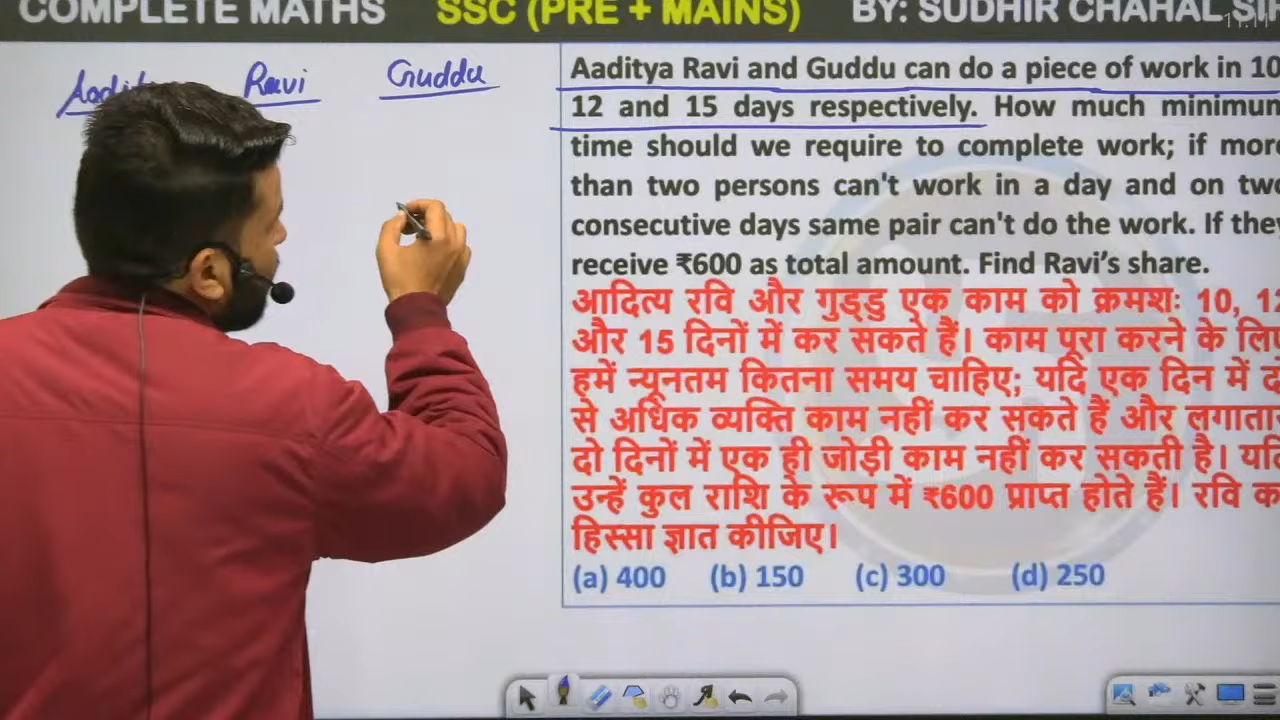 COMPLETE MATHS SSC (PRE + MAINS) BY: SUDHIR CHAHAL SIR
Ravi Guddu
Aaditya Ravi and Guddu can do a piece of work in 10
12 and 15 days respectively. How much minimum
time should we require to complete work; if more
than two persons can't work in a day and on two
consecutive days same pair can't do the work. If they
receive ₹600 as total amount. Find Ravi's share.
आदित्य रवि और गुड्डु एक काम को क्रमशः 10, 12
और 15 दिनों में कर सकते हैं। काम पूरा करने के लिए
हमें न्यूनतम कितना समय चाहिए; यदि एक दिन में दो
से अधिक व्यक्ति काम नहीं कर सकते हैं और लगातार
दो दिनों में एक ही जोड़ी काम नहीं कर सकती है। यदि
उन्हें कुल राशि के रूप में ₹600 प्राप्त होते हैं। रवि का
हिस्सा ज्ञात कीजिए।
(a) 400 (b) 150 (c) 300 (d) 250